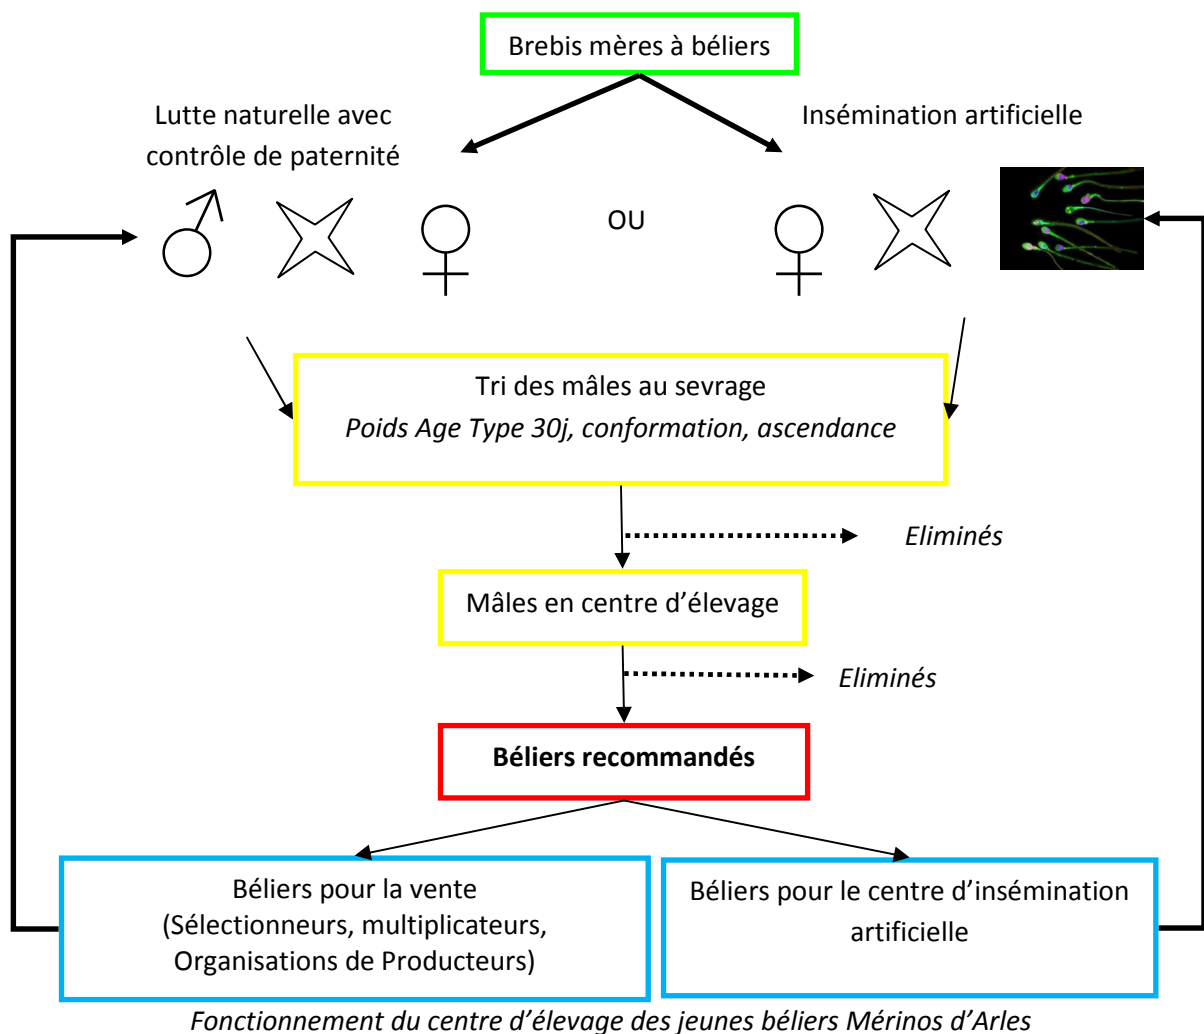 Brebis mères à béliers
Lutte naturelle avec
contrôle de paternité
Insémination artificielle
OU
Tri des mâles au sevrage
Poids Age Type 30j, conformation, ascendance
Eliminés
Mâles en centre d’élevage
Eliminés
Béliers recommandés
Béliers pour la vente
(Sélectionneurs, multiplicateurs,
Organisations de Producteurs)
Béliers pour le centre d’insémination
artificielle
Fonctionnement du centre d’élevage des jeunes béliers Mérinos d’Arles